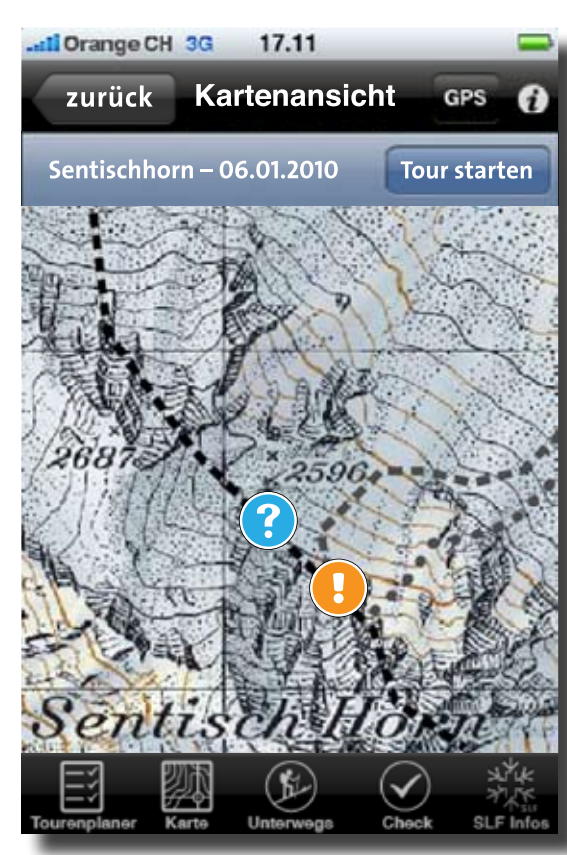 Orange CH 3G 17.11
zurück Kartenansicht GPS i
Sentischhorn – 06.01.2010 Tour starten
2687
2596
?
!
Sentisch Horn
Tourenplaner Karte Unterwegs Check SLF Infos
SLF